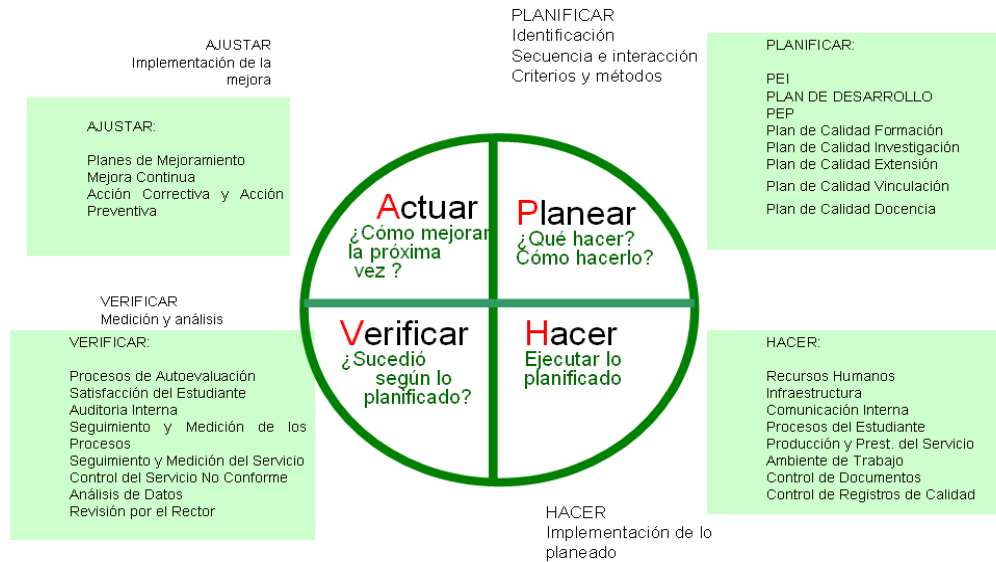 AJUSTAR
Implementación de la
mejora
AJUSTAR:
Planes de Mejoramiento
Mejora Continua
Acción Correctiva y Acción
Preventiva
PLANIFICAR
Identificación
Secuencia e interacción
Criterios y métodos
PLANIFICAR:
PEI
PLAN DE DESARROLLO
PEP
Plan de Calidad Formación
Plan de Calidad Investigación
Plan de Calidad Extensión
Plan de Calidad Vinculación
Plan de Calidad Docencia
Actuar
¿Cómo mejorar
la próxima
vez ?
Planear
¿Qué hacer?
Cómo hacerlo?
Verificar
¿Sucedió
según lo
planificado?
Hacer
Ejecutar lo
planificado
VERIFICAR
Medición y análisis
VERIFICAR:
Procesos de Autoevaluación
Satisfacción del Estudiante
Auditoria Interna
Seguimiento y Medición de los
Procesos
Seguimiento y Medición del Servicio
Control del Servicio No Conforme
Análisis de Datos
Revisión por el Rector
HACER:
Recursos Humanos
Infraestructura
Comunicación Interna
Procesos del Estudiante
Producción y Prest. del Servicio
Ambiente de Trabajo
Control de Documentos
Control de Registros de Calidad
HACER
Implementación de lo
planeado